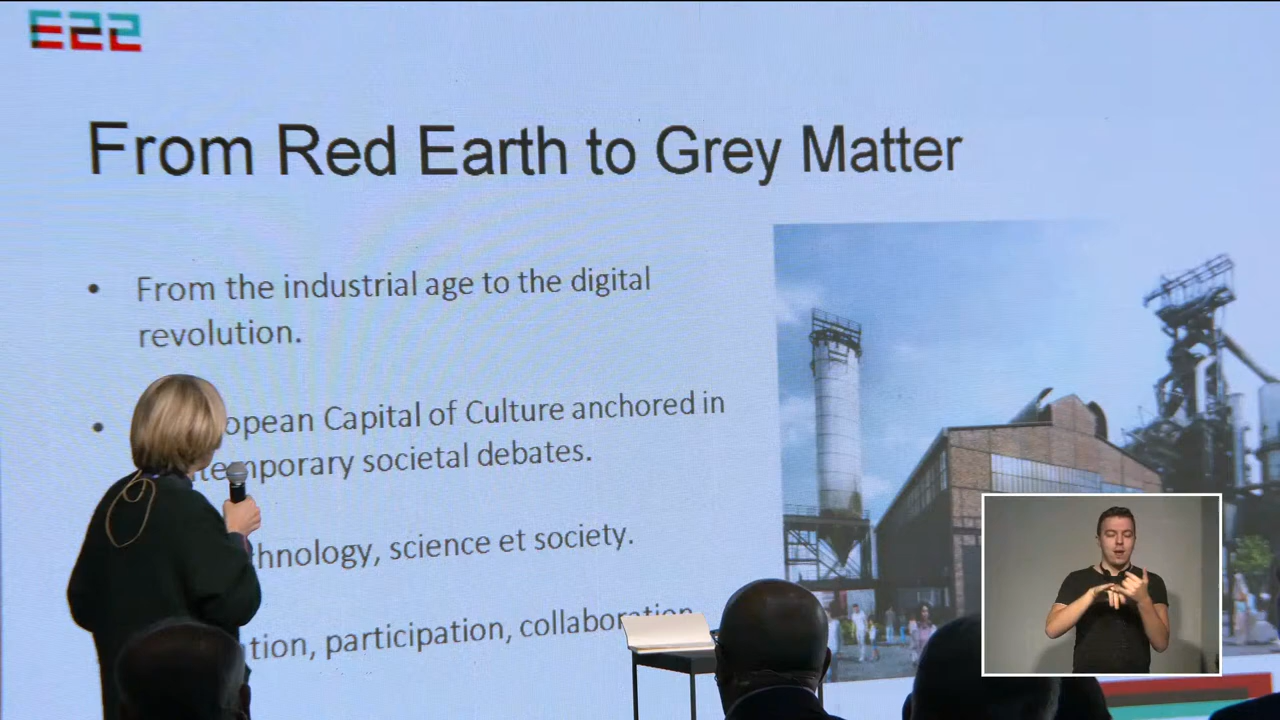 E22
From Red Earth to Grey Matter
• From the industrial age to the digital
revolution.
• opean Capital of Culture anchored in
temporary societal debates.
hnology, science et society.
tion, participation, collaboration